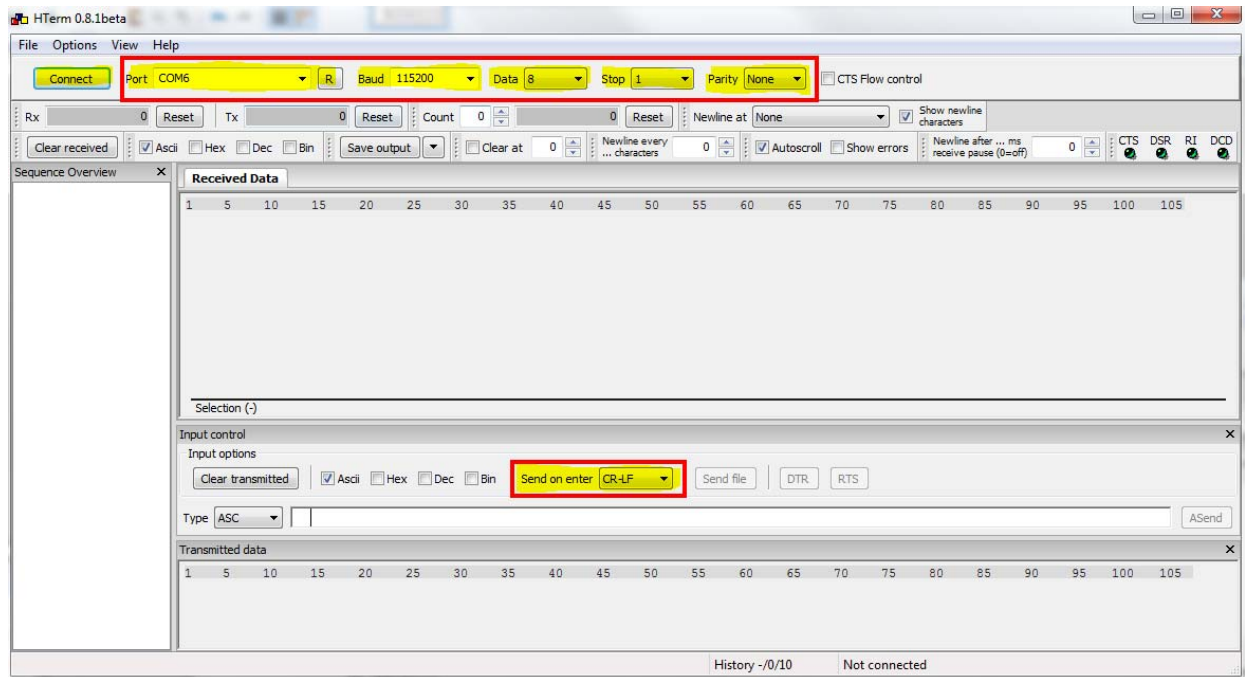 HTerm 0.8.1beta
File Options View Help
Connect Port COM6 R Baud 115200 Data 8 Stop 1 Parity None CTS Flow control
Rx 0 Reset Tx 0 Reset Count 0 0 Reset Newline at None Show newline characters
Clear received Ascii Hex Dec Bin Save output Clear at 0 Newline every ... characters 0 Autoscroll Show errors Newline after ... ms receive pause (0=off) 0 CTS DSR RI DCD
Sequence Overview X Received Data
1 5 10 15 20 25 30 35 40 45 50 55 60 65 70 75 80 85 90 95 100 105
Selection (-)
Input control
Input options
Clear transmitted Ascii Hex Dec Bin Send on enter CR-LF Send file DTR RTS
Type ASC ASend
Transmitted data
1 5 10 15 20 25 30 35 40 45 50 55 60 65 70 75 80 85 90 95 100 105
History -/0/10 Not connected